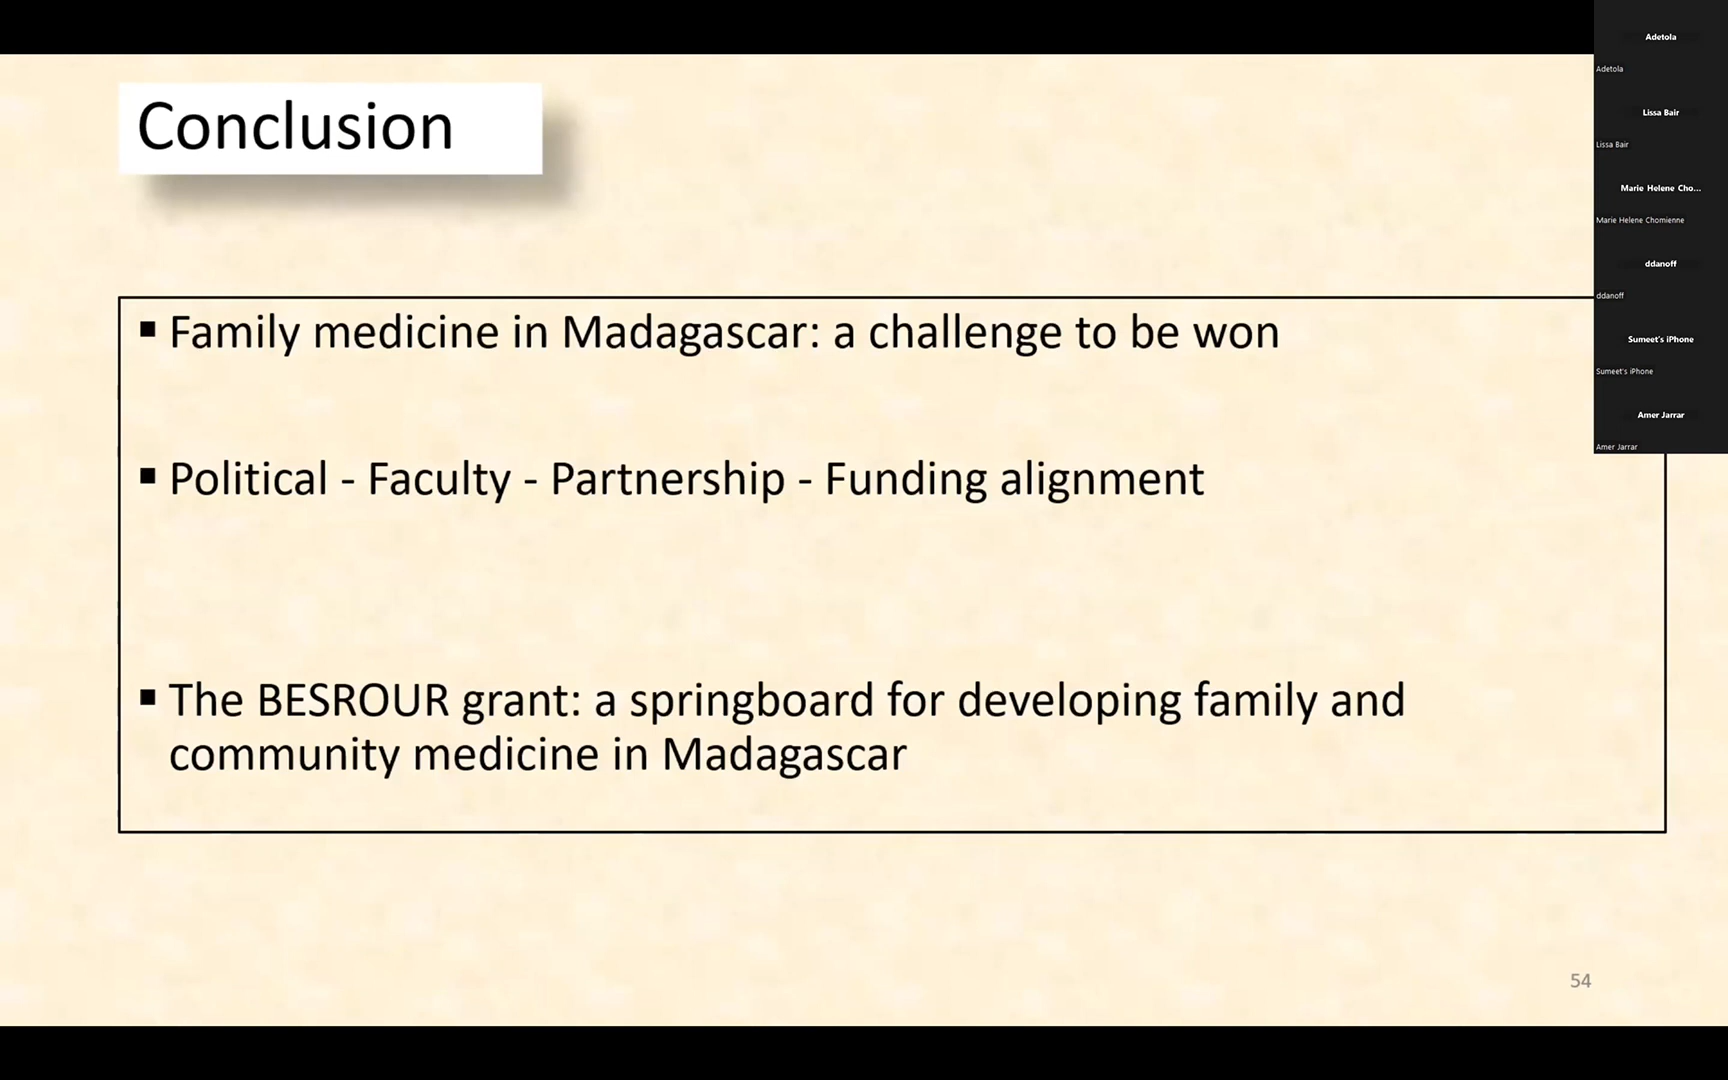 Conclusion
▪ Family medicine in Madagascar: a challenge to be won
▪ Political - Faculty - Partnership - Funding alignment
▪ The BESROUR grant: a springboard for developing family and
community medicine in Madagascar
54
Adetola
Adetola
Lissa Bair
Lissa Bair
Marie Helene Cho...
Marie Helene Chomienne
ddanoff
ddanoff
Sumeet's iPhone
Sumeet's iPhone
Amer Jarrar
Amer Jarrar